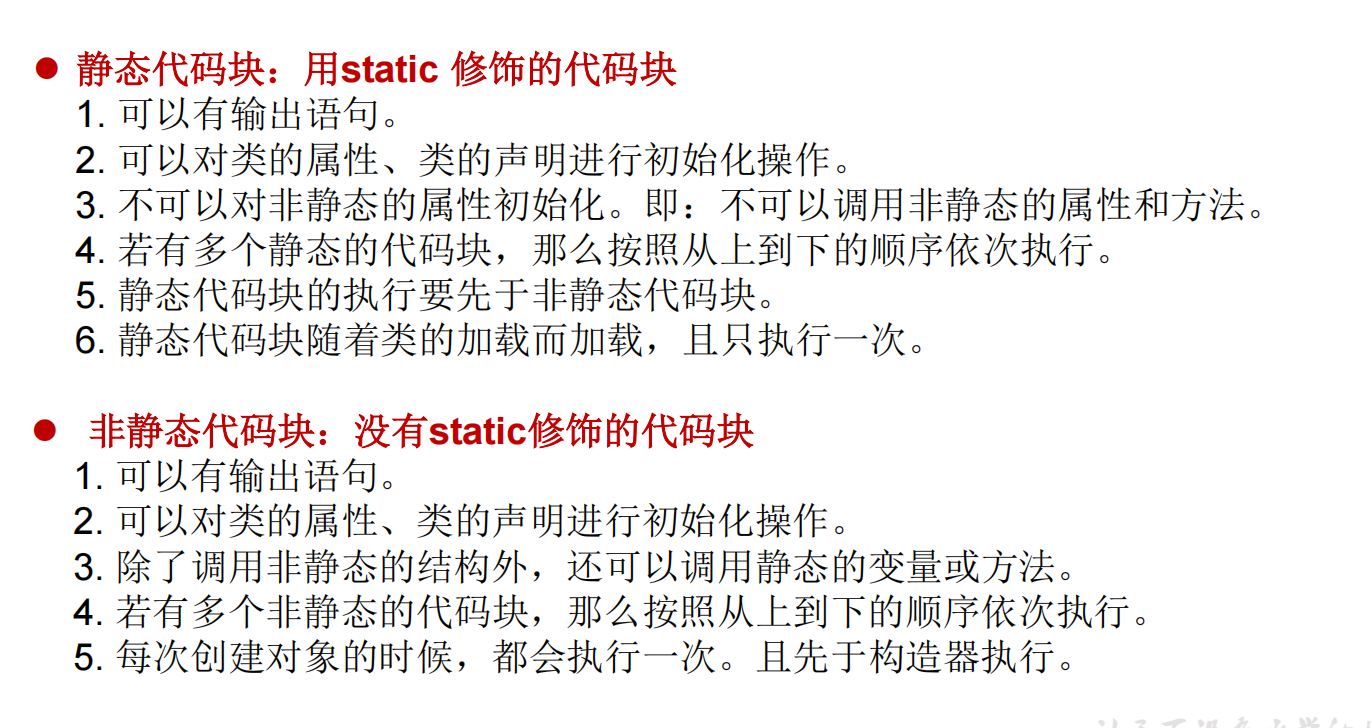 ● 静态代码块：用static 修饰的代码块
1. 可以有输出语句。
2. 可以对类的属性、类的声明进行初始化操作。
3. 不可以对非静态的属性初始化。即：不可以调用非静态的属性和方法。
4. 若有多个静态的代码块，那么按照从上到下的顺序依次执行。
5. 静态代码块的执行要先于非静态代码块。
6. 静态代码块随着类的加载而加载，且只执行一次。
● 非静态代码块：没有static修饰的代码块
1. 可以有输出语句。
2. 可以对类的属性、类的声明进行初始化操作。
3. 除了调用非静态的结构外，还可以调用静态的变量或方法。
4. 若有多个非静态的代码块，那么按照从上到下的顺序依次执行。
5. 每次创建对象的时候，都会执行一次。且先于构造器执行。